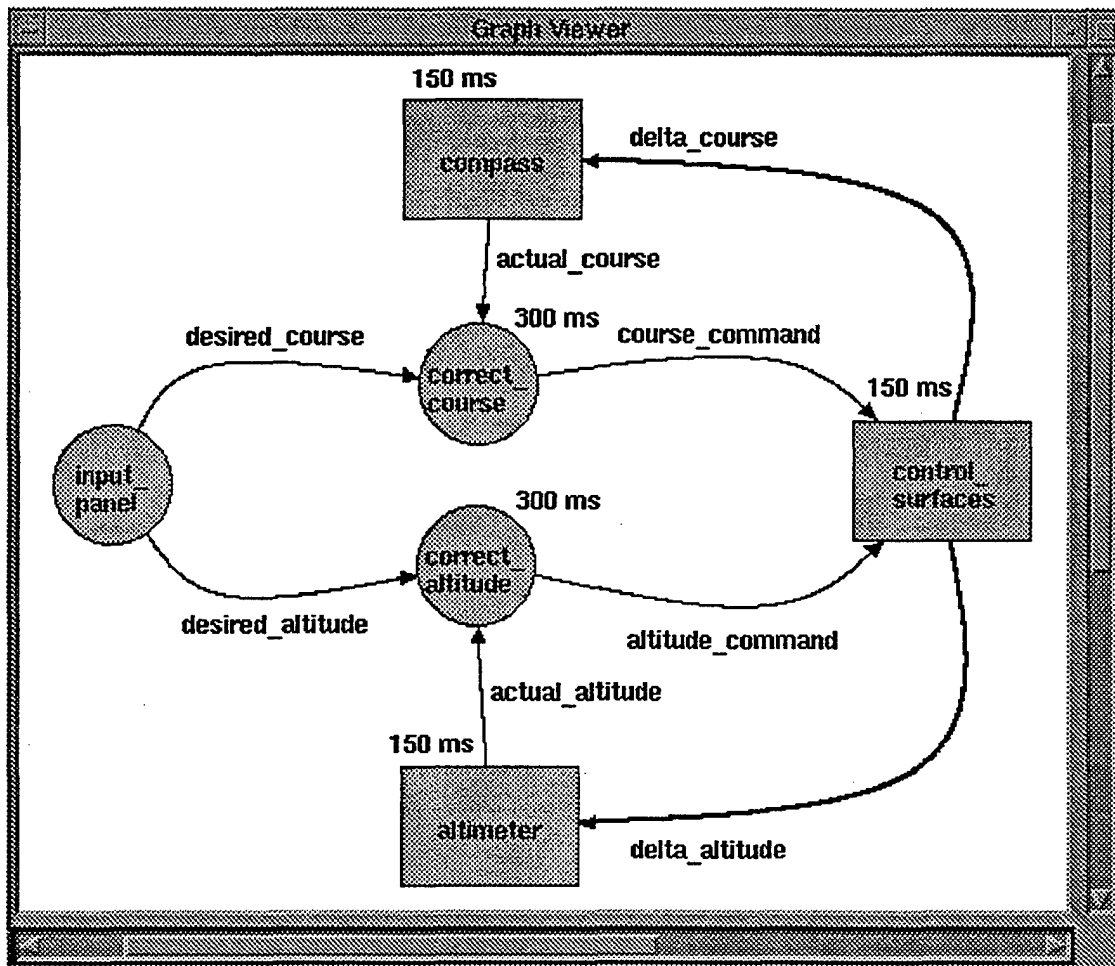 Graph Viewer
150 ms
compass
delta_course
actual_course
300 ms
desired_course
course_command
correct_
course
150 ms
input_
panel
control_
surfaces
300 ms
correct_
altitude
desired_altitude
altitude_command
actual_altitude
150 ms
altimeter
delta_altitude